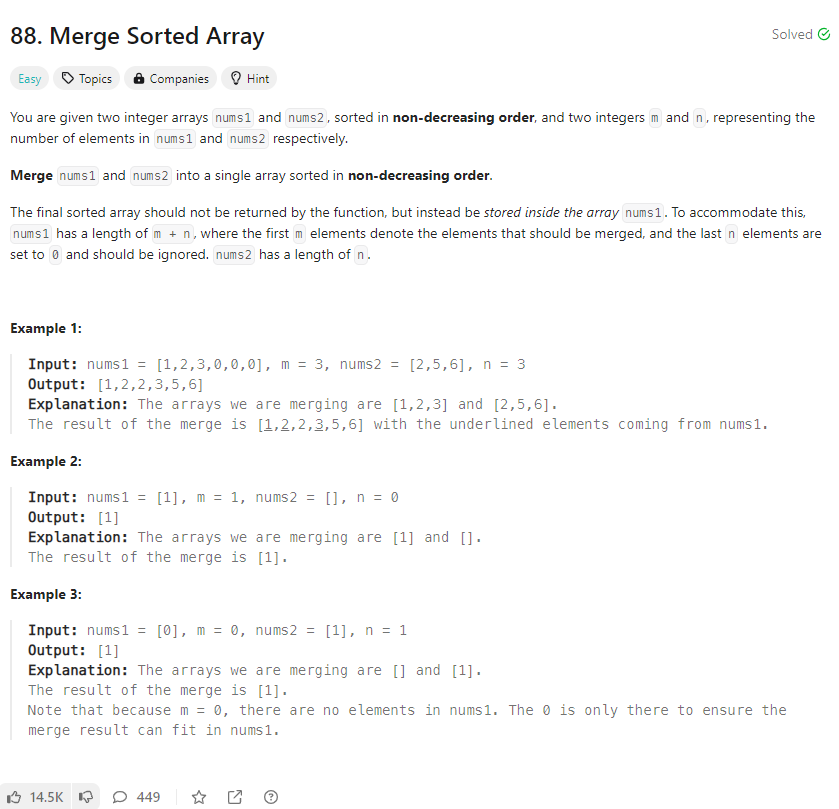 88. Merge Sorted Array
Solved
Easy Topics Companies Hint
You are given two integer arrays nums1 and nums2, sorted in non-decreasing order, and two integers m and n, representing the
number of elements in nums1 and nums2 respectively.
Merge nums1 and nums2 into a single array sorted in non-decreasing order.
The final sorted array should not be returned by the function, but instead be stored inside the array nums1. To accommodate this,
nums1 has a length of m + n, where the first m elements denote the elements that should be merged, and the last n elements are
set to 0 and should be ignored. nums2 has a length of n.
Example 1:
Input: nums1 = [1,2,3,0,0,0], m = 3, nums2 = [2,5,6], n = 3
Output: [1,2,2,3,5,6]
Explanation: The arrays we are merging are [1,2,3] and [2,5,6].
The result of the merge is [1,2,2,3,5,6] with the underlined elements coming from nums1.
Example 2:
Input: nums1 = [1], m = 1, nums2 = [], n = 0
Output: [1]
Explanation: The arrays we are merging are [1] and [].
The result of the merge is [1].
Example 3:
Input: nums1 = [0], m = 0, nums2 = [1], n = 1
Output: [1]
Explanation: The arrays we are merging are [] and [1].
The result of the merge is [1].
Note that because m = 0, there are no elements in nums1. The 0 is only there to ensure the
merge result can fit in nums1.
14.5K 449